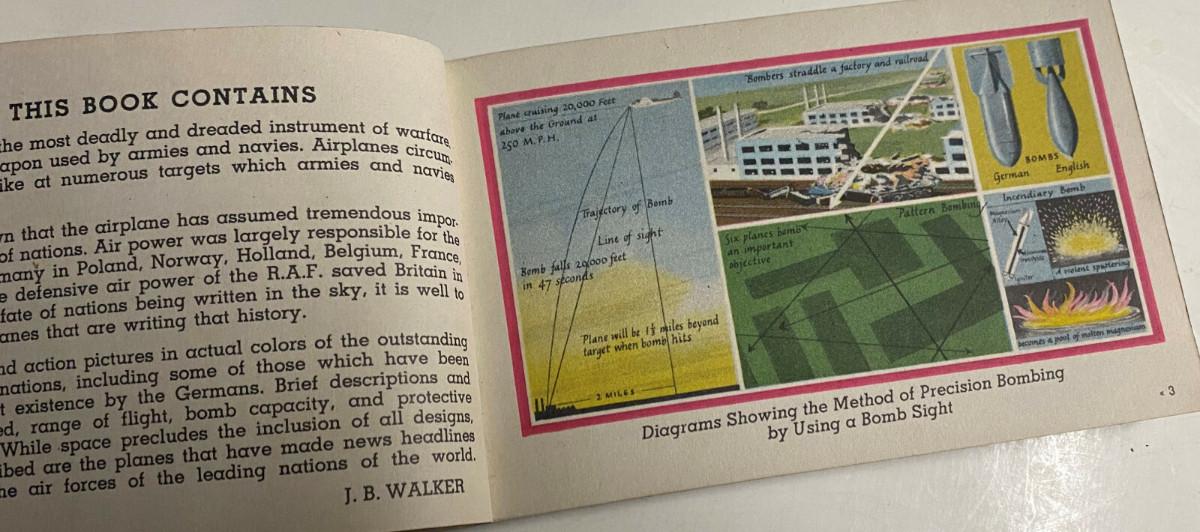 THIS BOOK CONTAINS
the most deadly and dreaded instrument of warfare,
apon used by armies and navies. Airplanes circum-
ike at numerous targets which armies and navies
n that the airplane has assumed tremendous impor-
of nations. Air power was largely responsible for the
many in Poland, Norway, Holland, Belgium, France,
e defensive air power of the R.A.F. saved Britain in
fate of nations being written in the sky, it is well to
anes that are writing that history.
nd action pictures in actual colors of the outstanding
nations, including some of those which have been
t existence by the Germans. Brief descriptions and
ed, range of flight, bomb capacity, and protective
While space precludes the inclusion of all designs,
ibed are the planes that have made news headlines
he air forces of the leading nations of the world.
J. B. WALKER
Plane cruising 20,000 Feet
above the Ground at
250 M.P.H.
Trajectory of Bomb
Line of sight
Bomb falls 20,000 feet
in 47 seconds
Plane will be 1½ miles beyond
target when bomb hits
2 MILES
Bombers straddle a factory and railroad
Pattern Bombing
Six planes bomb
an important
objective
BOMBS
German English
Incendiary Bomb
Magnesium
Alloy
Igniter
A violent sputtering
becomes a pool of molten magnesium
Diagrams Showing the Method of Precision Bombing
by Using a Bomb Sight
3